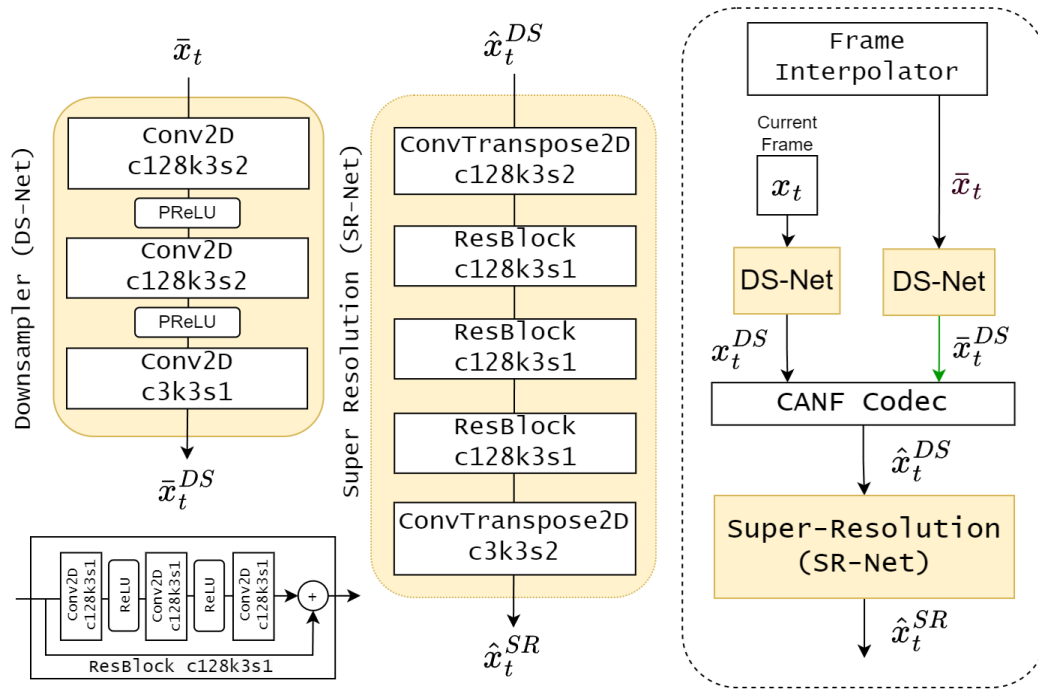 x̄_t
Downsampler (DS-Net)
Conv2D
c128k3s2
PReLU
Conv2D
c128k3s2
PReLU
Conv2D
c3k3s1
x̄_t^{DS}
Conv2D
c128k3s1
ReLU
Conv2D
c128k3s1
ReLU
Conv2D
c128k3s1
+
ResBlock c128k3s1
x̂_t^{DS}
Super Resolution (SR-Net)
ConvTranspose2D
c128k3s2
ResBlock
c128k3s1
ResBlock
c128k3s1
ResBlock
c128k3s1
ConvTranspose2D
c3k3s2
x̂_t^{SR}
Frame
Interpolator
Current
Frame
x_t
x̄_t
DS-Net
DS-Net
x_t^{DS}
x̄_t^{DS}
CANF Codec
x̂_t^{DS}
Super-Resolution
(SR-Net)
x̂_t^{SR}